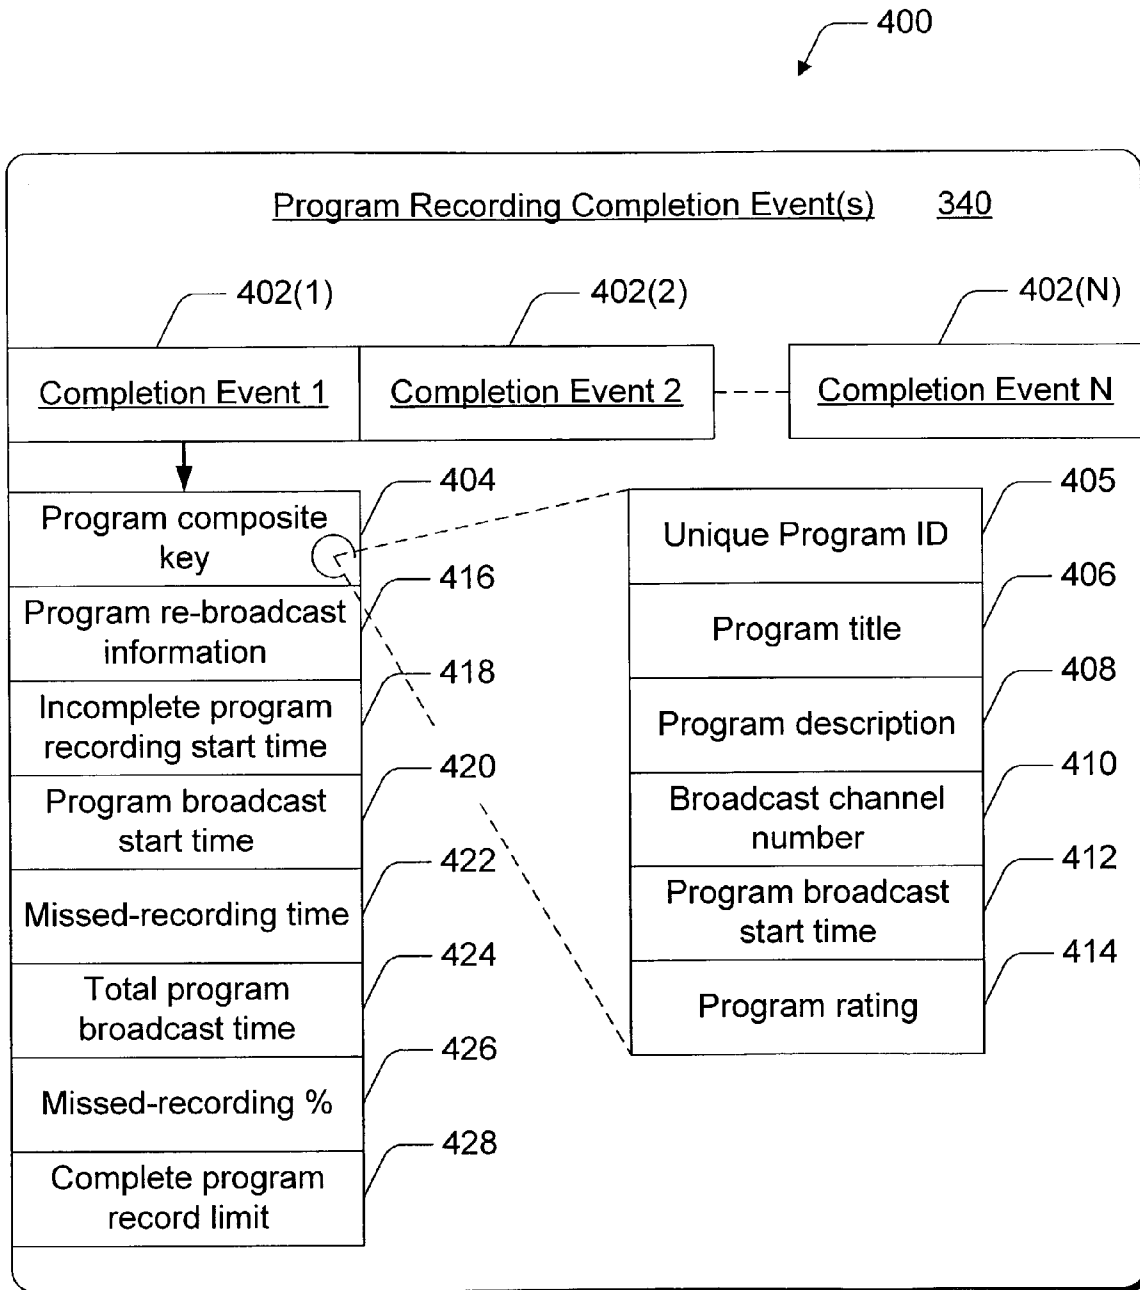 400
Program Recording Completion Event(s) 340
402(1) 402(2) 402(N)
Completion Event 1 Completion Event 2 Completion Event N
404
Program composite
key
416
Program re-broadcast
information
418
Incomplete program
recording start time
420
Program broadcast
start time
422
Missed-recording time
424
Total program
broadcast time
426
Missed-recording %
428
Complete program
record limit
405
Unique Program ID
406
Program title
408
Program description
410
Broadcast channel
number
412
Program broadcast
start time
414
Program rating